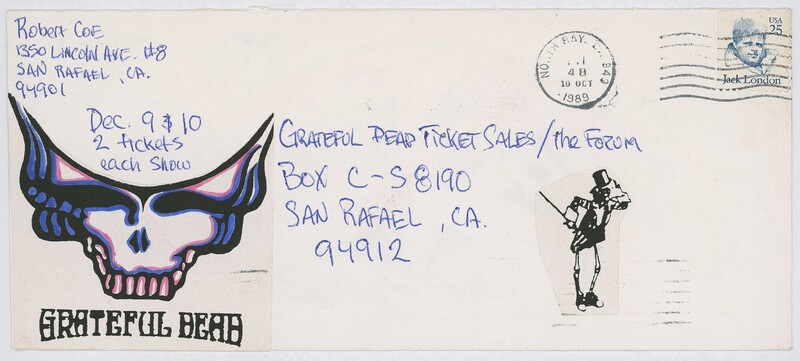 Robert Coe
1350 Lincoln Ave. #8
San Rafael, CA.
94901
Dec. 9 & 10
2 tickets
each show
GRATEFUL DEAD
Grateful Dead Ticket Sales/the Forum
Box C-S 8190
San Rafael, CA.
94912
10 OCT
1989
USA
25
Jack London